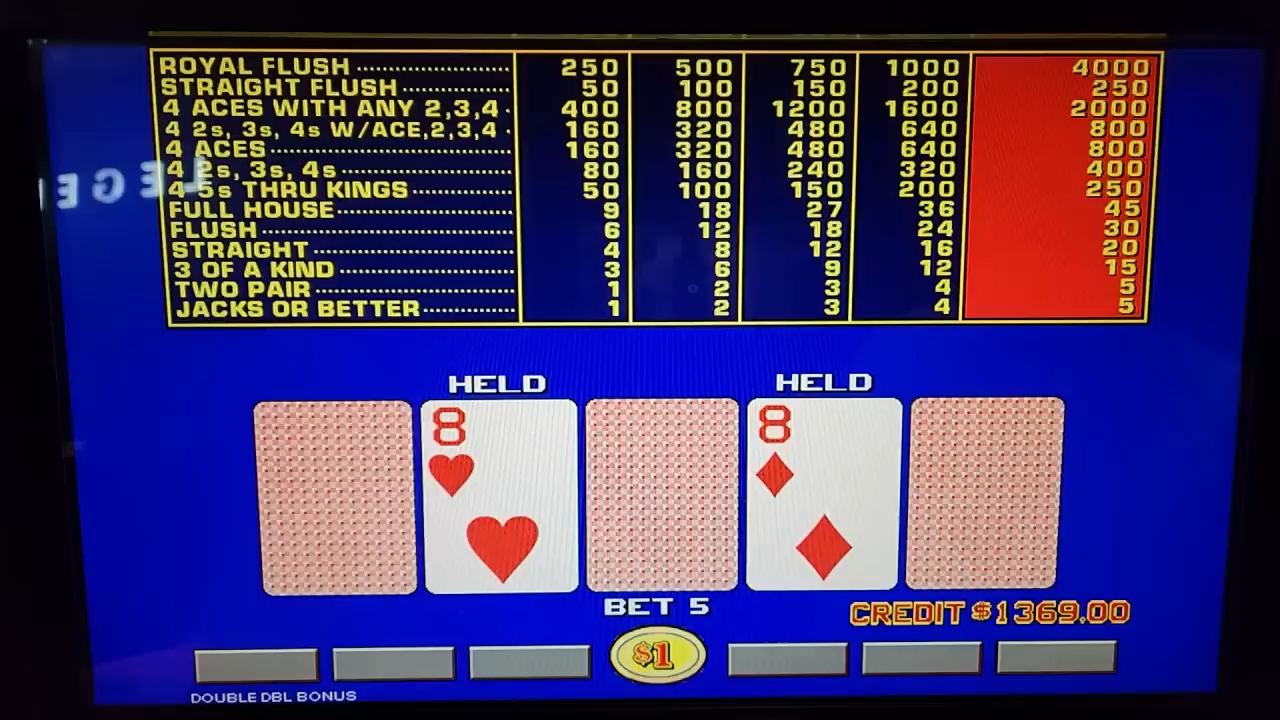 ROYAL FLUSH 250 500 750 1000 4000
STRAIGHT FLUSH 50 100 150 200 250
4 ACES WITH ANY 2,3,4 400 800 1200 1600 2000
4 2s, 3s, 4s W/ACE,2,3,4 160 320 480 640 800
4 ACES 160 320 480 640 800
4 2s, 3s, 4s 80 160 240 320 400
4 5s THRU KINGS 50 100 150 200 250
FULL HOUSE 9 18 27 36 45
FLUSH 6 12 18 24 30
STRAIGHT 4 8 12 16 20
3 OF A KIND 3 6 9 12 15
TWO PAIR 1 2 3 4 5
JACKS OR BETTER 1 2 3 4 5
HELD HELD
8 8
BET 5 CREDIT $1369.00
$1
DOUBLE DBL BONUS